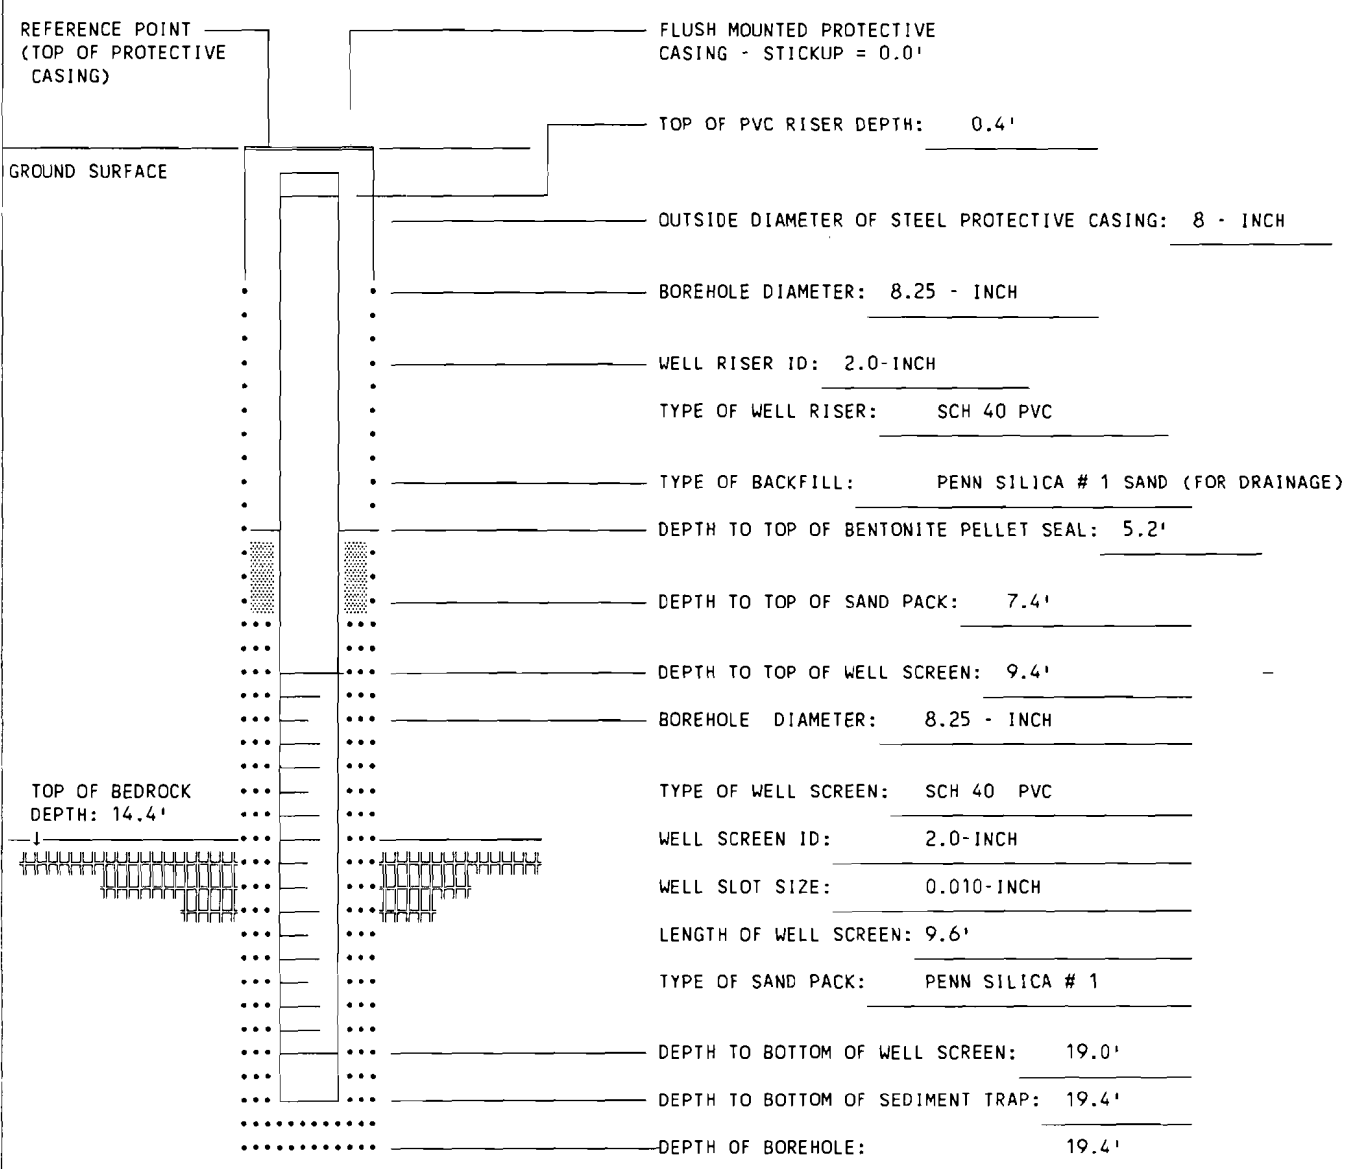 REFERENCE POINT
(TOP OF PROTECTIVE
CASING)
FLUSH MOUNTED PROTECTIVE
CASING - STICKUP = 0.0'
TOP OF PVC RISER DEPTH: 0.4'
GROUND SURFACE
OUTSIDE DIAMETER OF STEEL PROTECTIVE CASING: 8 - INCH
BOREHOLE DIAMETER: 8.25 - INCH
WELL RISER ID: 2.0-INCH
TYPE OF WELL RISER: SCH 40 PVC
TYPE OF BACKFILL: PENN SILICA # 1 SAND (FOR DRAINAGE)
DEPTH TO TOP OF BENTONITE PELLET SEAL: 5.2'
DEPTH TO TOP OF SAND PACK: 7.4'
DEPTH TO TOP OF WELL SCREEN: 9.4'
BOREHOLE DIAMETER: 8.25 - INCH
TOP OF BEDROCK
DEPTH: 14.4'
TYPE OF WELL SCREEN: SCH 40 PVC
WELL SCREEN ID: 2.0-INCH
WELL SLOT SIZE: 0.010-INCH
LENGTH OF WELL SCREEN: 9.6'
TYPE OF SAND PACK: PENN SILICA # 1
DEPTH TO BOTTOM OF WELL SCREEN: 19.0'
DEPTH TO BOTTOM OF SEDIMENT TRAP: 19.4'
DEPTH OF BOREHOLE: 19.4'